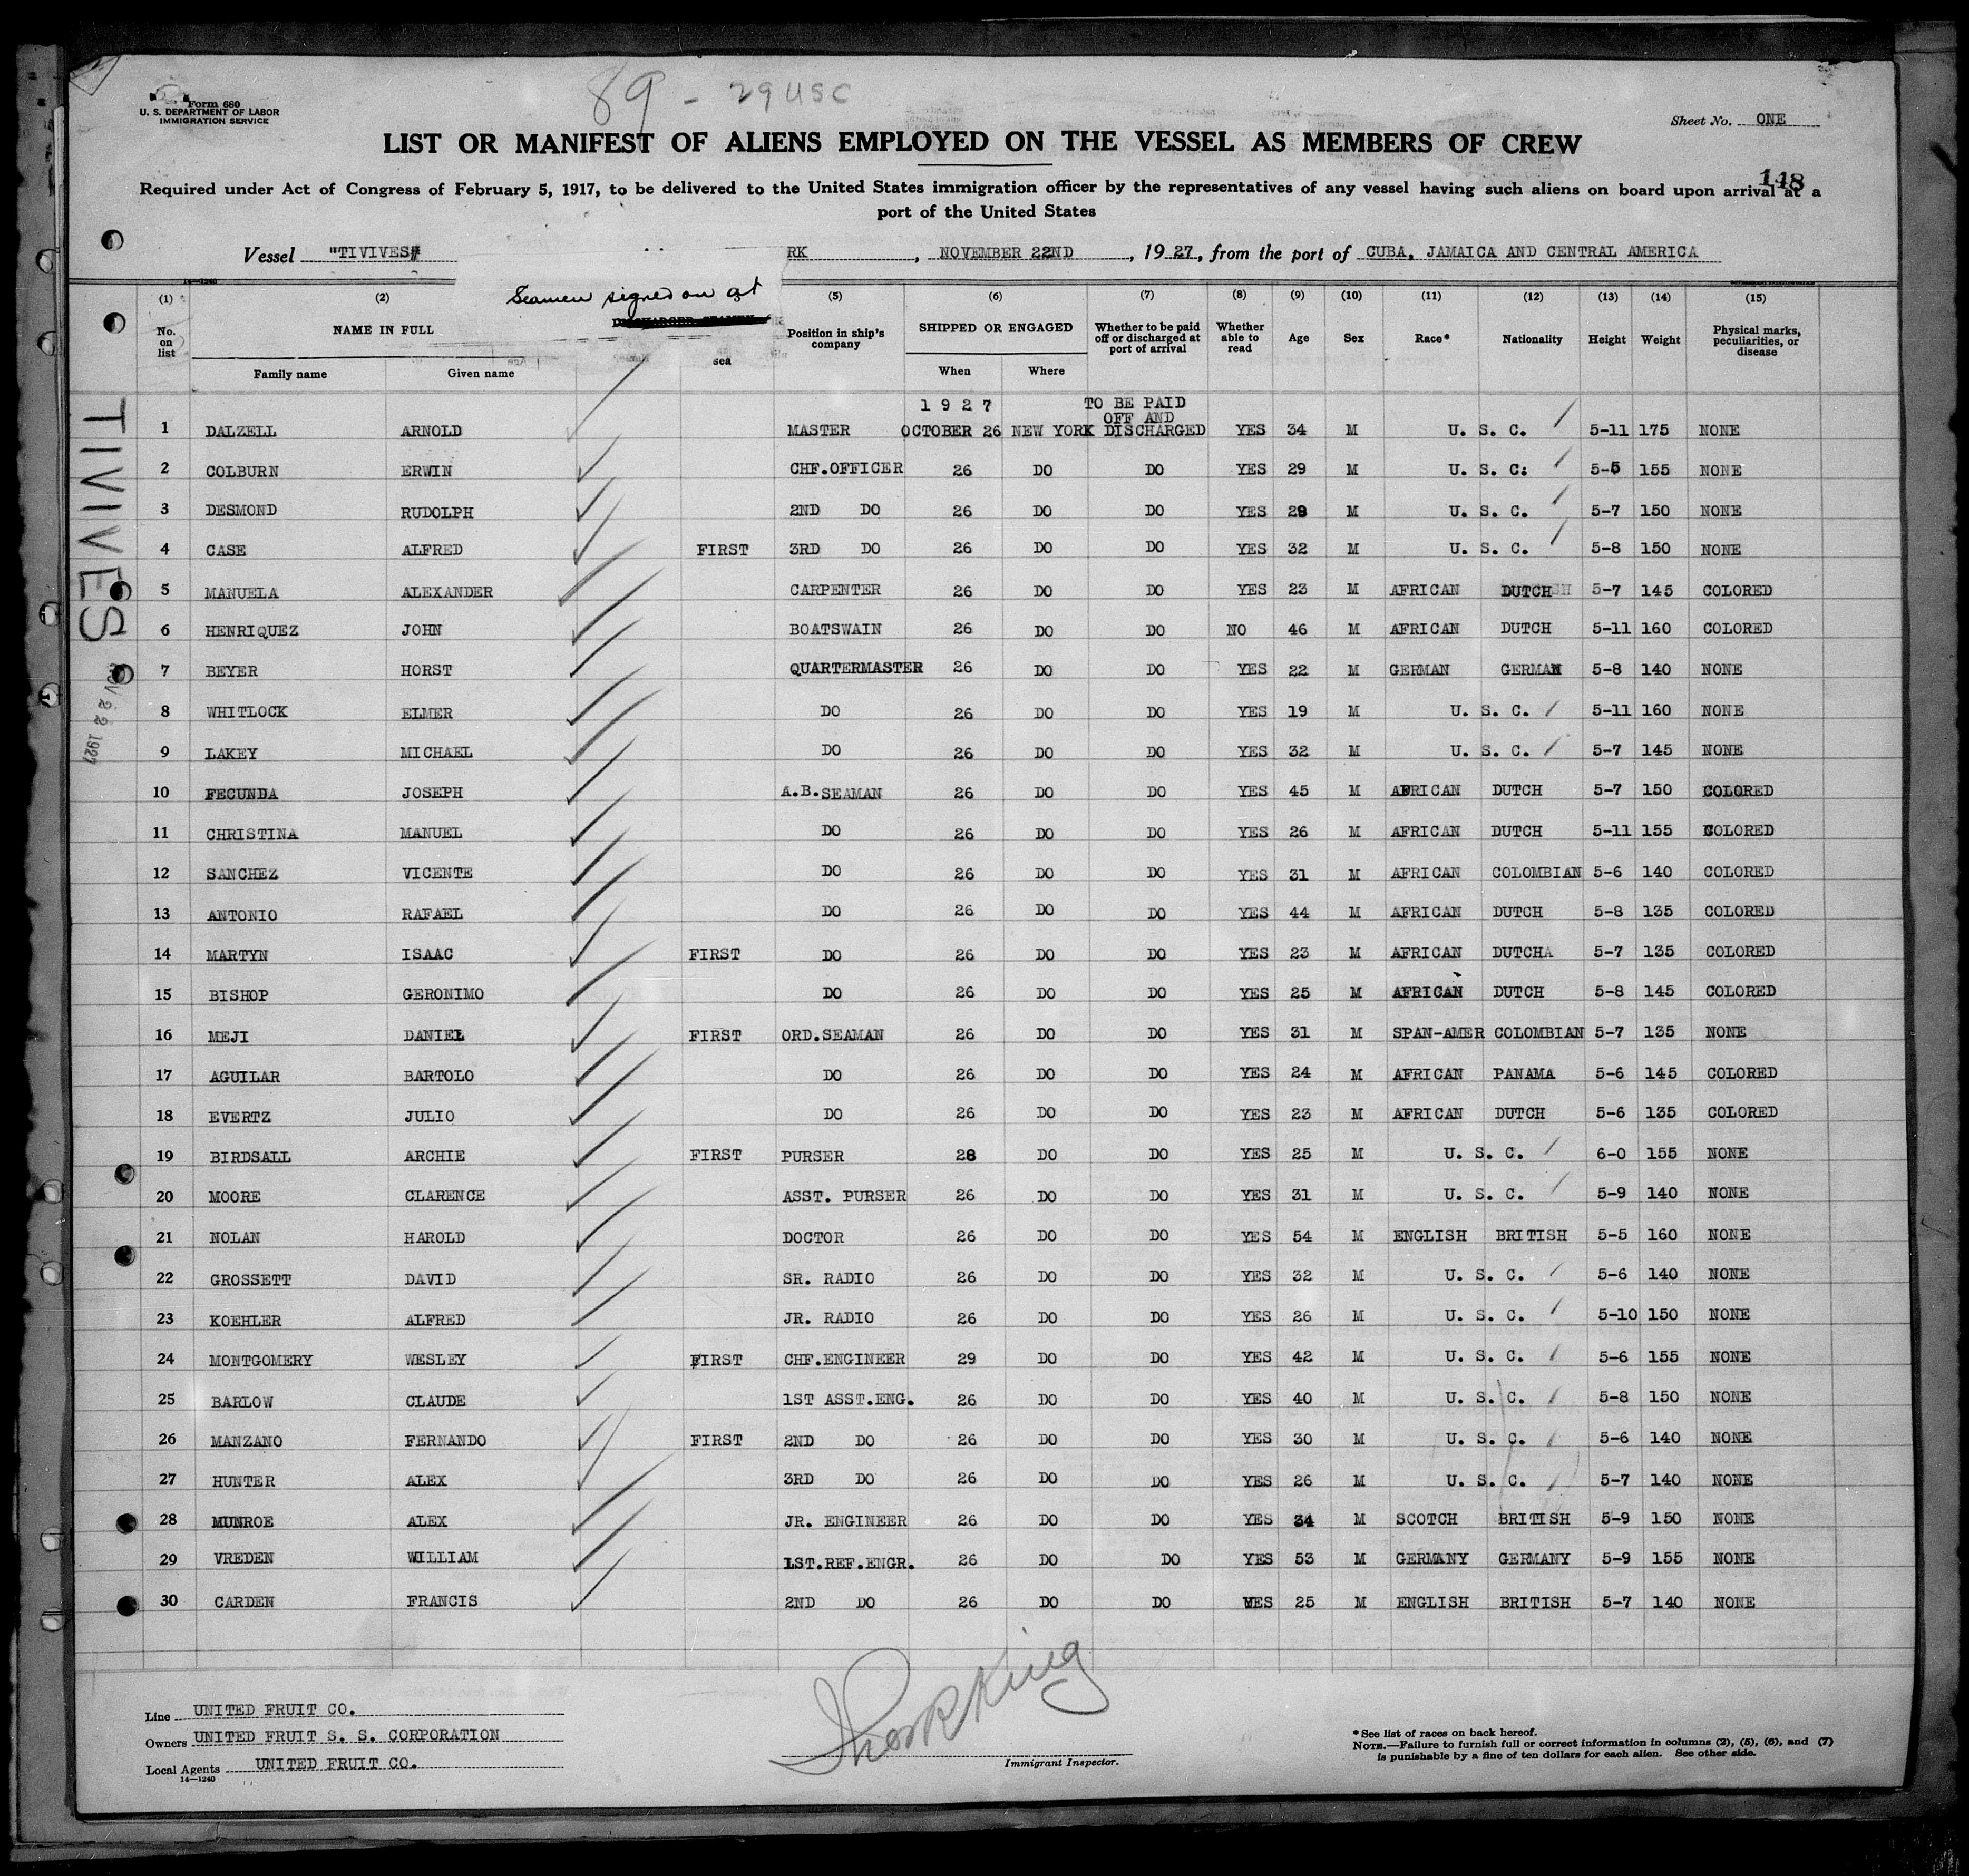 89 - 29 USC
Form 680
U. S. DEPARTMENT OF LABOR
IMMIGRATION SERVICE
Sheet No. ONE
LIST OR MANIFEST OF ALIENS EMPLOYED ON THE VESSEL AS MEMBERS OF CREW
118
Required under Act of Congress of February 5, 1917, to be delivered to the United States immigration officer by the representatives of any vessel having such aliens on board upon arrival at a
port of the United States
Vessel "TIVIVES# RK, NOVEMBER 22ND, 1927, from the port of CUBA, JAMAICA AND CENTRAL AMERICA
14-1240
Seamen signed on at
(1) (2) (5) (6) (7) (8) (9) (10) (11) (12) (13) (14) (15)
No. on list NAME IN FULL sea Position in ship's company SHIPPED OR ENGAGED Whether to be paid off or discharged at port of arrival Whether able to read Age Sex Race* Nationality Height Weight Physical marks, peculiarities, or disease
Family name Given name When Where
1927 TO BE PAID
OFF AND
1 DALZELL ARNOLD MASTER OCTOBER 26 NEW YORK DISCHARGED YES 34 M U. S. C. 5-11 175 NONE
2 COLBURN ERWIN CHF.OFFICER 26 DO DO YES 29 M U. S. C: 5-5 155 NONE
3 DESMOND RUDOLPH 2ND DO 26 DO DO YES 29 M U. S. C. 5-7 150 NONE
4 CASE ALFRED FIRST 3RD DO 26 DO DO YES 32 M U. S. C. 5-8 150 NONE
5 MANUELA ALEXANDER CARPENTER 26 DO DO YES 23 M AFRICAN DUTCH 5-7 145 COLORED
6 HENRIQUEZ JOHN BOATSWAIN 26 DO DO NO 46 M AFRICAN DUTCH 5-11 160 COLORED
7 BEYER HORST QUARTERMASTER 26 DO DO YES 22 M GERMAN GERMAN 5-8 140 NONE
8 WHITLOCK ELMER DO 26 DO DO YES 19 M U. S. C. 5-11 160 NONE
9 LAKEY MICHAEL DO 26 DO DO YES 32 M U. S. C. 5-7 145 NONE
10 FECUNDA JOSEPH A.B.SEAMAN 26 DO DO YES 45 M AFRICAN DUTCH 5-7 150 COLORED
11 CHRISTINA MANUEL DO 26 DO DO YES 26 M AFRICAN DUTCH 5-11 155 COLORED
12 SANCHEZ VICENTE DO 26 DO DO YES 31 M AFRICAN COLOMBIAN 5-6 140 COLORED
13 ANTONIO RAFAEL DO 26 DO DO YES 44 M AFRICAN DUTCH 5-8 135 COLORED
14 MARTYN ISAAC FIRST DO 26 DO DO YES 23 M AFRICAN DUTCHA 5-7 135 COLORED
15 BISHOP GERONIMO DO 26 DO DO YES 25 M AFRICAN DUTCH 5-8 145 COLORED
16 MEJI DANIEL FIRST ORD.SEAMAN 26 DO DO YES 31 M SPAN-AMER COLOMBIAN 5-7 135 NONE
17 AGUILAR BARTOLO DO 26 DO DO YES 24 M AFRICAN PANAMA 5-6 145 COLORED
18 EVERTZ JULIO DO 26 DO DO YES 23 M AFRICAN DUTCH 5-6 135 COLORED
19 BIRDSALL ARCHIE FIRST PURSER 28 DO DO YES 25 M U. S. C. 6-0 155 NONE
20 MOORE CLARENCE ASST. PURSER 26 DO DO YES 31 M U. S. C. 5-9 140 NONE
21 NOLAN HAROLD DOCTOR 26 DO DO YES 54 M ENGLISH BRITISH 5-5 160 NONE
22 GROSSETT DAVID SR. RADIO 26 DO DO YES 32 M U. S. C. 5-6 140 NONE
23 KOEHLER ALFRED JR. RADIO 26 DO DO YES 26 M U. S. C. 5-10 150 NONE
24 MONTGOMERY WESLEY FIRST CHF.ENGINEER 29 DO DO YES 42 M U. S. C. 5-6 155 NONE
25 BARLOW CLAUDE 1ST ASST.ENG. 26 DO DO YES 40 M U. S. C. 5-8 150 NONE
26 MANZANO FERNANDO FIRST 2ND DO 26 DO DO YES 30 M U. S. C. 5-6 140 NONE
27 HUNTER ALEX 3RD DO 26 DO DO YES 26 M U. S. C. 5-7 140 NONE
28 MUNROE ALEX JR. ENGINEER 26 DO DO YES 34 M SCOTCH BRITISH 5-9 150 NONE
29 VREDEN WILLIAM 1ST.REF.ENGR. 26 DO DO YES 53 M GERMANY GERMANY 5-9 155 NONE
30 CARDEN FRANCIS 2ND DO 26 DO DO YES 25 M ENGLISH BRITISH 5-7 140 NONE
TIVIVES
NOV 22 1927
Line UNITED FRUIT CO.
Owners UNITED FRUIT S. S. CORPORATION
Local Agents UNITED FRUIT CO.
14-1240
Immigrant Inspector.
*See list of races on back hereof.
NOTE.—Failure to furnish full or correct information in columns (2), (5), (6), and (7)
is punishable by a fine of ten dollars for each alien. See other side.